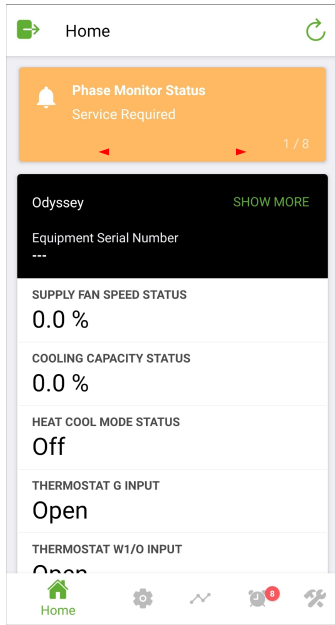 Home
Phase Monitor Status
Service Required
1 / 8
Odyssey SHOW MORE
Equipment Serial Number
---
SUPPLY FAN SPEED STATUS
0.0 %
COOLING CAPACITY STATUS
0.0 %
HEAT COOL MODE STATUS
Off
THERMOSTAT G INPUT
Open
THERMOSTAT W1/O INPUT
Open
8
Home